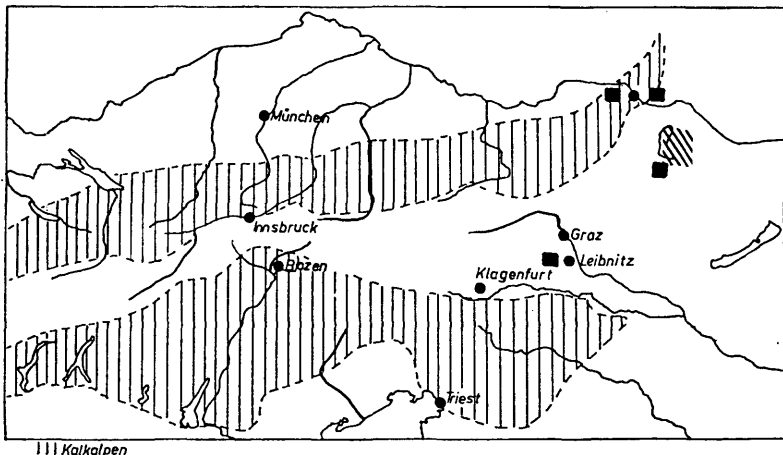 München
Innsbruck
Graz
Bozen
Leibnitz
Klagenfurt
Triest
Kalkalpen